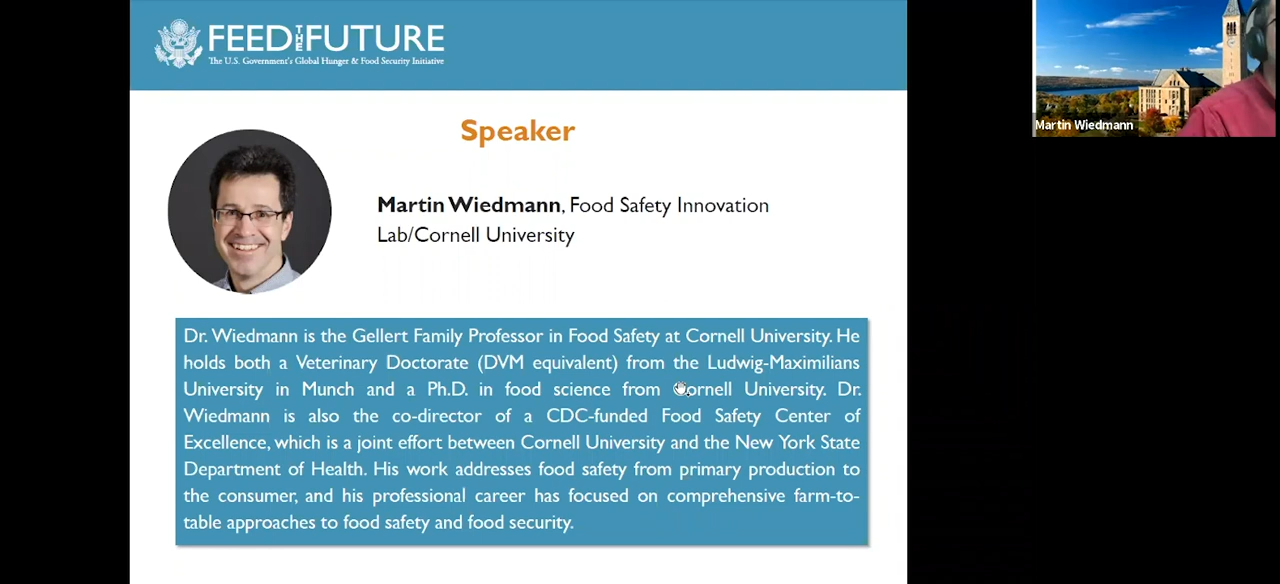 FEED THE FUTURE
The U.S. Government's Global Hunger & Food Security Initiative
Martin Wiedmann
Speaker
Martin Wiedmann, Food Safety Innovation
Lab/Cornell University
Dr. Wiedmann is the Gellert Family Professor in Food Safety at Cornell University. He
holds both a Veterinary Doctorate (DVM equivalent) from the Ludwig-Maximilians
University in Munch and a Ph.D. in food science from Cornell University. Dr.
Wiedmann is also the co-director of a CDC-funded Food Safety Center of
Excellence, which is a joint effort between Cornell University and the New York State
Department of Health. His work addresses food safety from primary production to
the consumer, and his professional career has focused on comprehensive farm-to-
table approaches to food safety and food security.